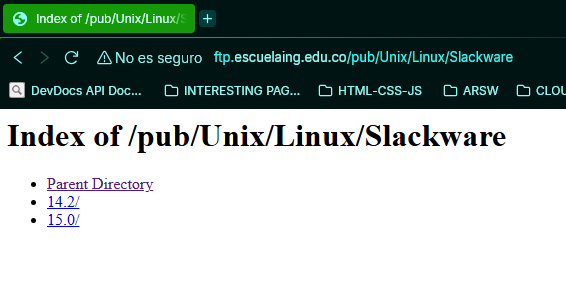 Index of /pub/Unix/Linux/S
No es seguro ftp.escuelaing.edu.co/pub/Unix/Linux/Slackware
DevDocs API Doc... INTERESTING PAG... HTML-CSS-JS ARSW CLOU
Index of /pub/Unix/Linux/Slackware
Parent Directory
14.2/
15.0/